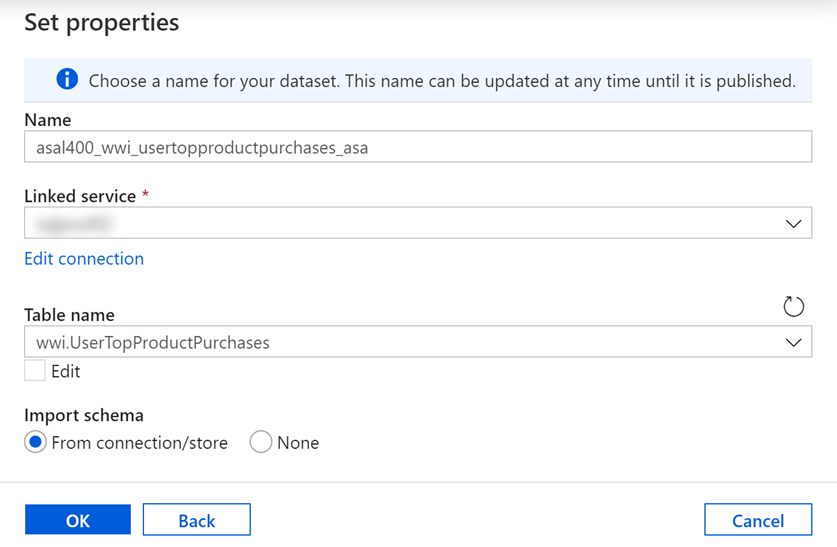 Set properties
Choose a name for your dataset. This name can be updated at any time until it is published.
Name
asal400_wwi_usertopproductpurchases_asa
Linked service *
Edit connection
Table name
wwi.UserTopProductPurchases
Edit
Import schema
From connection/store None
OK Back Cancel